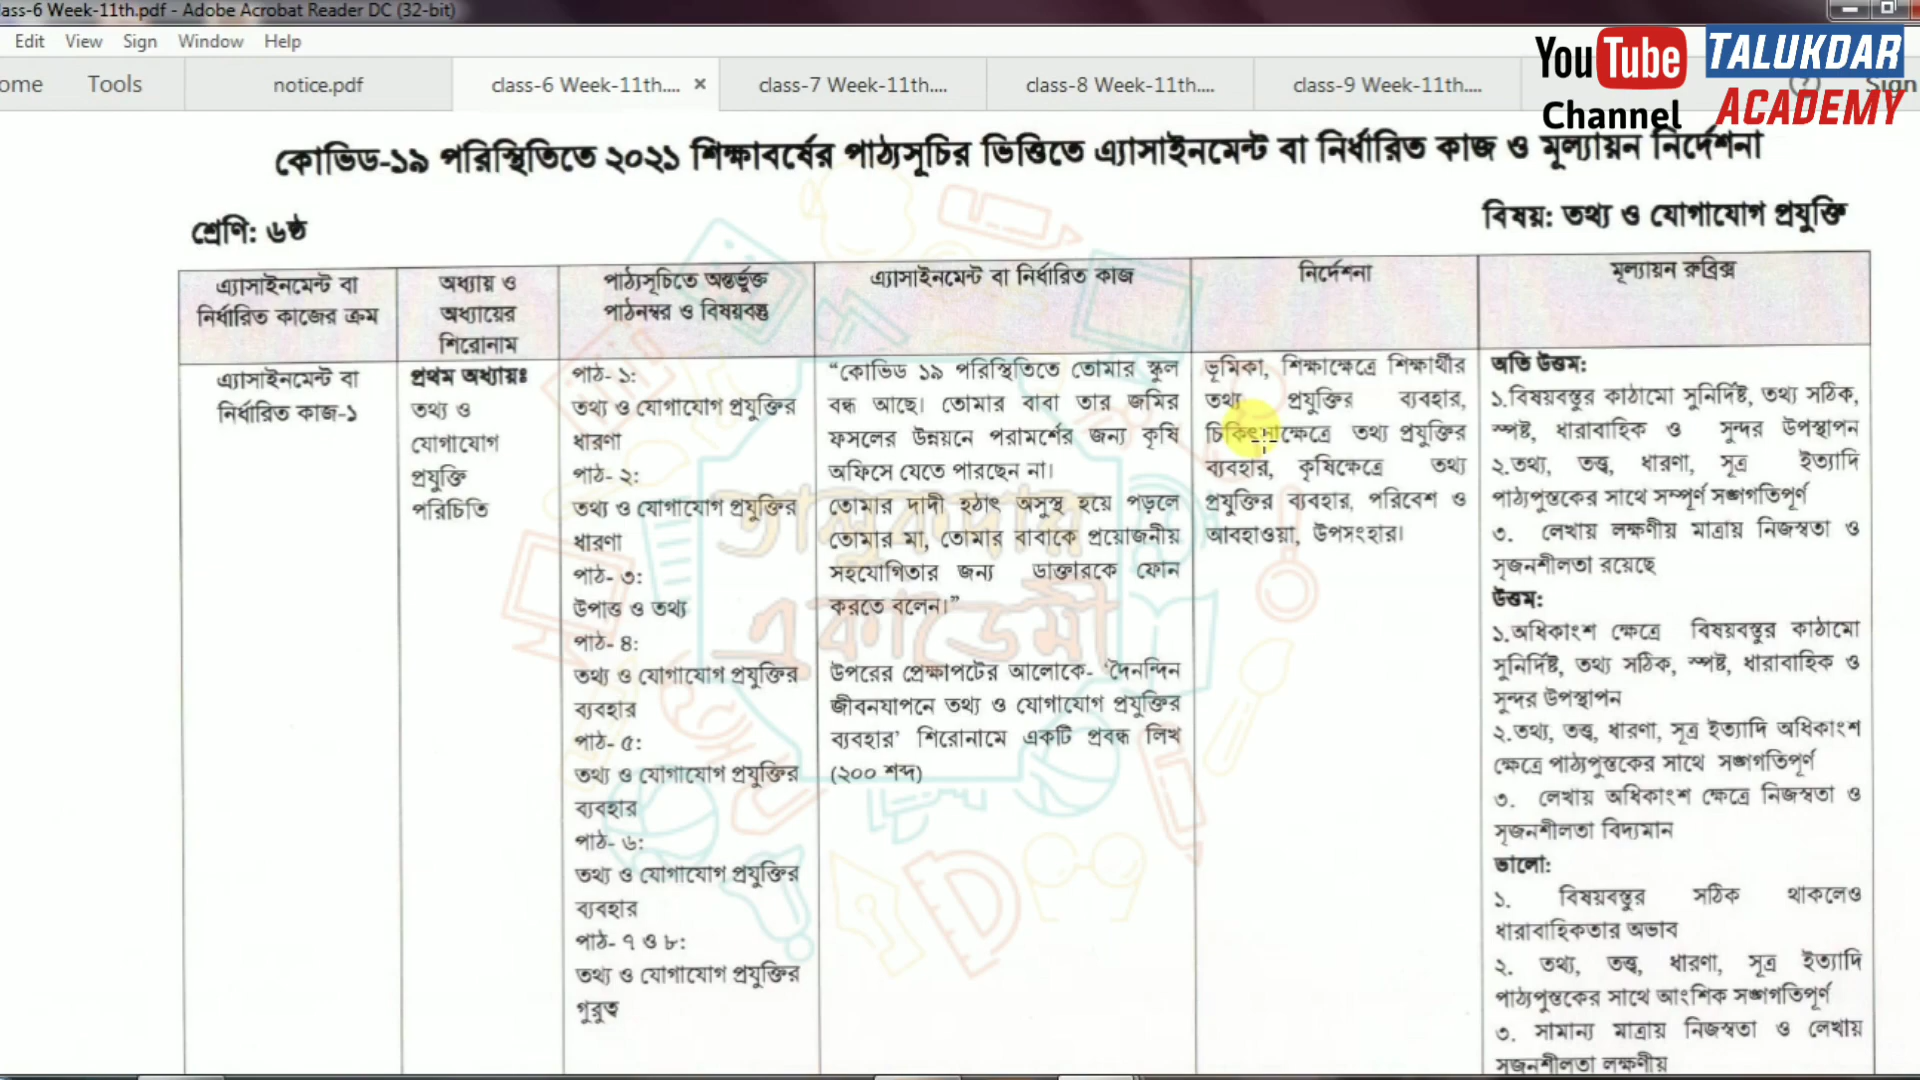 lass-6 Week-11th.pdf - Adobe Acrobat Reader DC (32-bit)
Edit View Sign Window Help
ome Tools notice.pdf class-6 Week-11th.... × class-7 Week-11th.... class-8 Week-11th.... class-9 Week-11th.... Sign
YouTube Channel
TALUKDAR
ACADEMY
কোভিড-১৯ পরিস্থিতিতে ২০২১ শিক্ষাবর্ষের পাঠ্যসূচির ভিত্তিতে এ্যাসাইনমেন্ট বা নির্ধারিত কাজ ও মূল্যায়ন নির্দেশনা
শ্রেণি: ৬ষ্ঠ
বিষয়: তথ্য ও যোগাযোগ প্রযুক্তি
এ্যাসাইনমেন্ট বা
নির্ধারিত কাজের ক্রম
অধ্যায় ও
অধ্যায়ের
শিরোনাম
পাঠ্যসূচিতে অন্তর্ভুক্ত
পাঠনম্বর ও বিষয়বস্তু
এ্যাসাইনমেন্ট বা নির্ধারিত কাজ
নির্দেশনা
মূল্যায়ন রুব্রিক্স
এ্যাসাইনমেন্ট বা
নির্ধারিত কাজ-১
প্রথম অধ্যায়ঃ
তথ্য ও
যোগাযোগ
প্রযুক্তি
পরিচিতি
পাঠ- ১:
তথ্য ও যোগাযোগ প্রযুক্তির
ধারণা
পাঠ- ২:
তথ্য ও যোগাযোগ প্রযুক্তির
ধারণা
পাঠ- ৩:
উপাত্ত ও তথ্য
পাঠ- ৪:
তথ্য ও যোগাযোগ প্রযুক্তির
ব্যবহার
পাঠ- ৫:
তথ্য ও যোগাযোগ প্রযুক্তির
ব্যবহার
পাঠ- ৬:
তথ্য ও যোগাযোগ প্রযুক্তির
ব্যবহার
পাঠ- ৭ ও ৮:
তথ্য ও যোগাযোগ প্রযুক্তির
গুরুত্ব
“কোভিড ১৯ পরিস্থিতিতে তোমার স্কুল
বন্ধ আছে। তোমার বাবা তার জমির
ফসলের উন্নয়নে পরামর্শের জন্য কৃষি
অফিসে যেতে পারছেন না।
তোমার দাদী হঠাৎ অসুস্থ হয়ে পড়লে
তোমার মা, তোমার বাবাকে প্রয়োজনীয়
সহযোগিতার জন্য ডাক্তারকে ফোন
করতে বলেন।”
উপরের প্রেক্ষাপটের আলোকে- ‘দৈনন্দিন
জীবনযাপনে তথ্য ও যোগাযোগ প্রযুক্তির
ব্যবহার’ শিরোনামে একটি প্রবন্ধ লিখ
(২০০ শব্দ)
ভূমিকা, শিক্ষাক্ষেত্রে শিক্ষার্থীর
তথ্য প্রযুক্তির ব্যবহার,
চিকিৎসাক্ষেত্রে তথ্য প্রযুক্তির
ব্যবহার, কৃষিক্ষেত্রে তথ্য
প্রযুক্তির ব্যবহার, পরিবেশ ও
আবহাওয়া, উপসংহার।
অতি উত্তম:
১.বিষয়বস্তুর কাঠামো সুনির্দিষ্ট, তথ্য সঠিক,
স্পষ্ট, ধারাবাহিক ও সুন্দর উপস্থাপন
২.তথ্য, তত্ত্ব, ধারণা, সূত্র ইত্যাদি
পাঠ্যপুস্তকের সাথে সম্পূর্ণ সঙ্গগতিপূর্ণ
৩. লেখায় লক্ষণীয় মাত্রায় নিজস্বতা ও
সৃজনশীলতা রয়েছে
উত্তম:
১.অধিকাংশ ক্ষেত্রে বিষয়বস্তুর কাঠামো
সুনির্দিষ্ট, তথ্য সঠিক, স্পষ্ট, ধারাবাহিক ও
সুন্দর উপস্থাপন
২.তথ্য, তত্ত্ব, ধারণা, সূত্র ইত্যাদি অধিকাংশ
ক্ষেত্রে পাঠ্যপুস্তকের সাথে সঙ্গগতিপূর্ণ
৩. লেখায় অধিকাংশ ক্ষেত্রে নিজস্বতা ও
সৃজনশীলতা বিদ্যমান
ভালো:
১. বিষয়বস্তুর সঠিক থাকলেও
ধারাবাহিকতার অভাব
২. তথ্য, তত্ত্ব, ধারণা, সূত্র ইত্যাদি
পাঠ্যপুস্তকের সাথে আংশিক সঙ্গগতিপূর্ণ
৩. সামান্য মাত্রায় নিজস্বতা ও লেখায়
সৃজনশীলতা লক্ষণীয়
তালুকদার
একাডেমী